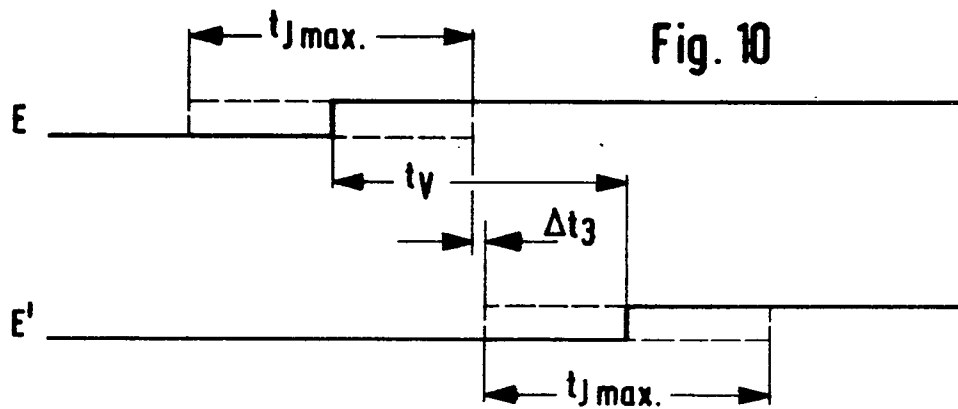 tJ max.
Fig. 10
E
tV
Δt3
E'
tJ max.